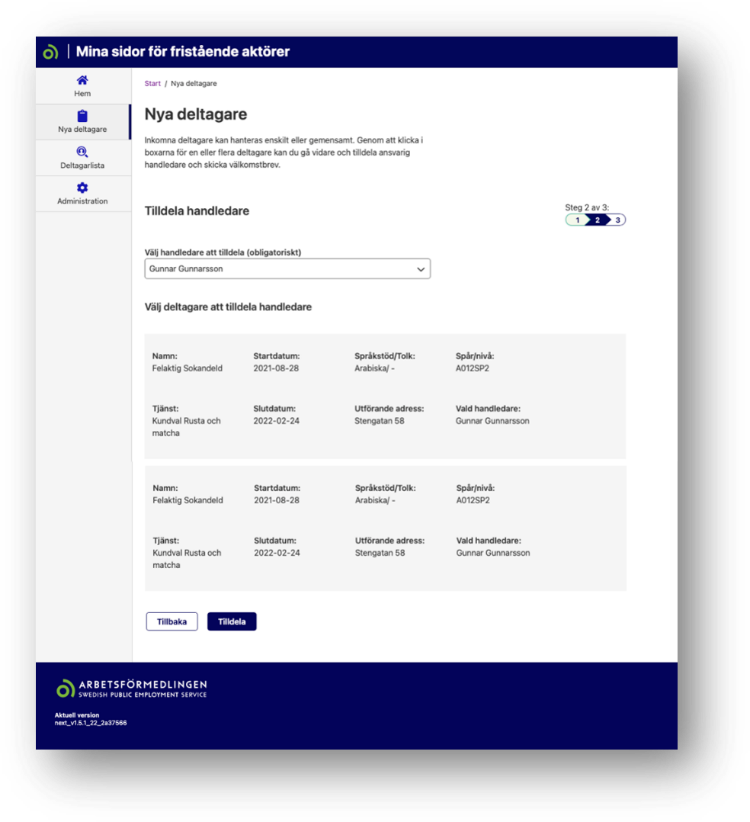 Mina sidor för fristående aktörer
Hem
Nya deltagare
Deltagarlista
Administration
Start / Nya deltagare
Nya deltagare
Inkomna deltagare kan hanteras enskilt eller gemensamt. Genom att klicka i
boxarna för en eller flera deltagare kan du gå vidare och tilldela ansvarig
handledare och skicka välkomstbrev.
Tilldela handledare
Steg 2 av 3:
1 2 3
Välj handledare att tilldela (obligatoriskt)
Gunnar Gunnarsson
Välj deltagare att tilldela handledare
Namn: Startdatum: Språkstöd/Tolk: Spår/nivå:
Felaktig Sokandeld 2021-08-28 Arabiska/ - A012SP2
Tjänst: Slutdatum: Utförande adress: Vald handledare:
Kundval Rusta och 2022-02-24 Stengatan 58 Gunnar Gunnarsson
matcha
Namn: Startdatum: Språkstöd/Tolk: Spår/nivå:
Felaktig Sokandeld 2021-08-28 Arabiska/ - A012SP2
Tjänst: Slutdatum: Utförande adress: Vald handledare:
Kundval Rusta och 2022-02-24 Stengatan 58 Gunnar Gunnarsson
matcha
Tillbaka Tilldela
ARBETSFÖRMEDLINGEN
SWEDISH PUBLIC EMPLOYMENT SERVICE
Aktuell version
next_v1.5.1_22_2a37566